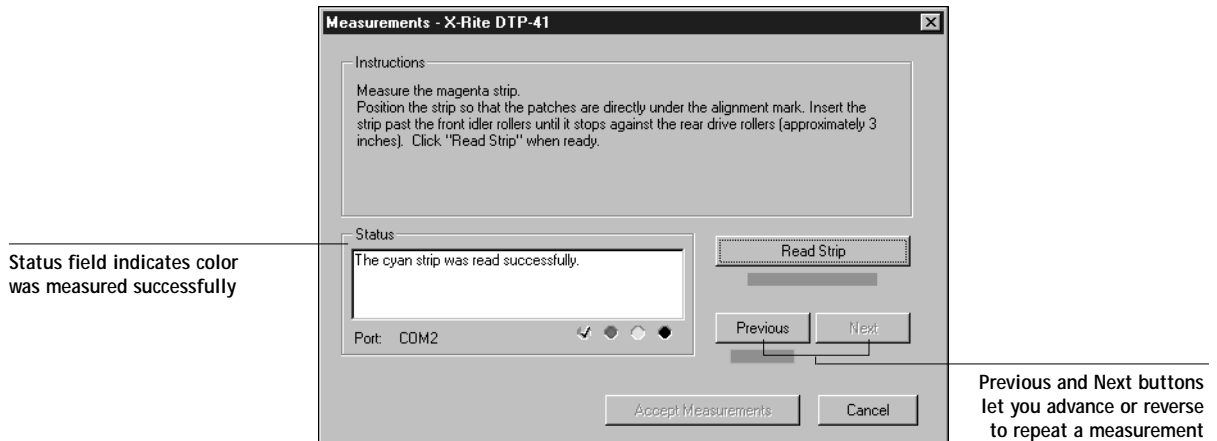 Measurements - X-Rite DTP-41
Instructions
Measure the magenta strip.
Position the strip so that the patches are directly under the alignment mark. Insert the
strip past the front idler rollers until it stops against the rear drive rollers (approximately 3
inches). Click "Read Strip" when ready.
Status
The cyan strip was read successfully.
Read Strip
Status field indicates color
was measured successfully
Port: COM2
Previous
Next
Accept Measurements
Cancel
Previous and Next buttons
let you advance or reverse
to repeat a measurement